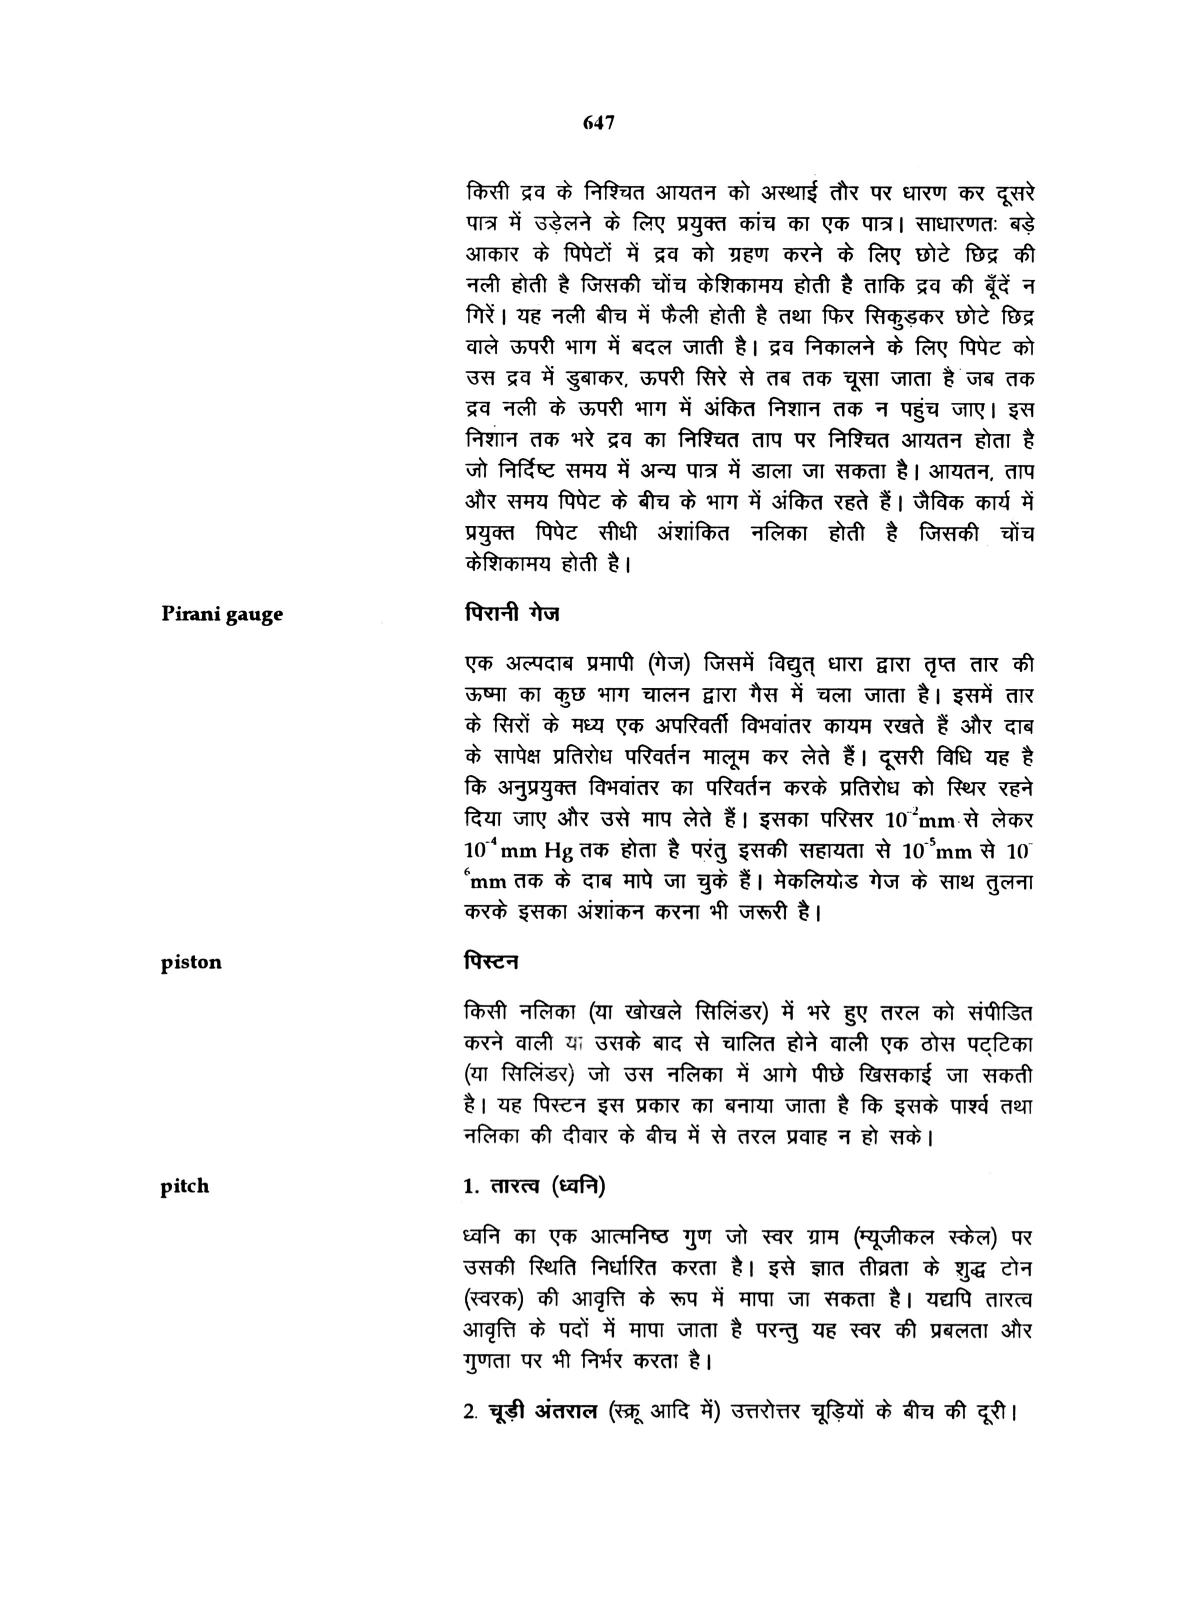 647
किसी द्रव के निश्चित आयतन को अस्थाई तौर पर धारण कर दूसरे
पात्र में उड़ेलने के लिए प्रयुक्त कांच का एक पात्र। साधारणतः बड़े
आकार के पिपेटों में द्रव को ग्रहण करने के लिए छोटे छिद्र की
नली होती है जिसकी चोंच केशिकामय होती है ताकि द्रव की बूँदें न
गिरें। यह नली बीच में फैली होती है तथा फिर सिकुड़कर छोटे छिद्र
वाले ऊपरी भाग में बदल जाती है। द्रव निकालने के लिए पिपेट को
उस द्रव में डुबाकर, ऊपरी सिरे से तब तक चूसा जाता है जब तक
द्रव नली के ऊपरी भाग में अंकित निशान तक न पहुंच जाए। इस
निशान तक भरे द्रव का निश्चित ताप पर निश्चित आयतन होता है
जो निर्दिष्ट समय में अन्य पात्र में डाला जा सकता है। आयतन, ताप
और समय पिपेट के बीच के भाग में अंकित रहते हैं। जैविक कार्य में
प्रयुक्त पिपेट सीधी अंशांकित नलिका होती है जिसकी चोंच
केशिकामय होती है।
Pirani gauge पिरानी गेज
एक अल्पदाब प्रमापी (गेज) जिसमें विद्युत् धारा द्वारा तृप्त तार की
ऊष्मा का कुछ भाग चालन द्वारा गैस में चला जाता है। इसमें तार
के सिरों के मध्य एक अपरिवर्ती विभवांतर कायम रखते हैं और दाब
के सापेक्ष प्रतिरोध परिवर्तन मालूम कर लेते हैं। दूसरी विधि यह है
कि अनुप्रयुक्त विभवांतर का परिवर्तन करके प्रतिरोध को स्थिर रहने
दिया जाए और उसे माप लेते हैं। इसका परिसर 10⁻²mm से लेकर
10⁻⁴ mm Hg तक होता है परंतु इसकी सहायता से 10⁻⁵mm से 10⁻
⁶mm तक के दाब मापे जा चुके हैं। मेकलियोड गेज के साथ तुलना
करके इसका अंशांकन करना भी जरूरी है।
piston पिस्टन
किसी नलिका (या खोखले सिलिंडर) में भरे हुए तरल को संपीडित
करने वाली या उसके बाद से चालित होने वाली एक ठोस पट्टिका
(या सिलिंडर) जो उस नलिका में आगे पीछे खिसकाई जा सकती
है। यह पिस्टन इस प्रकार का बनाया जाता है कि इसके पार्श्व तथा
नलिका की दीवार के बीच में से तरल प्रवाह न हो सके।
pitch 1. तारत्व (ध्वनि)
ध्वनि का एक आत्मनिष्ठ गुण जो स्वर ग्राम (म्यूजीकल स्केल) पर
उसकी स्थिति निर्धारित करता है। इसे ज्ञात तीव्रता के शुद्ध टोन
(स्वरक) की आवृत्ति के रूप में मापा जा सकता है। यद्यपि तारत्व
आवृत्ति के पदों में मापा जाता है परन्तु यह स्वर की प्रबलता और
गुणता पर भी निर्भर करता है।
2. चूड़ी अंतराल (स्क्रू आदि में) उत्तरोत्तर चूड़ियों के बीच की दूरी।